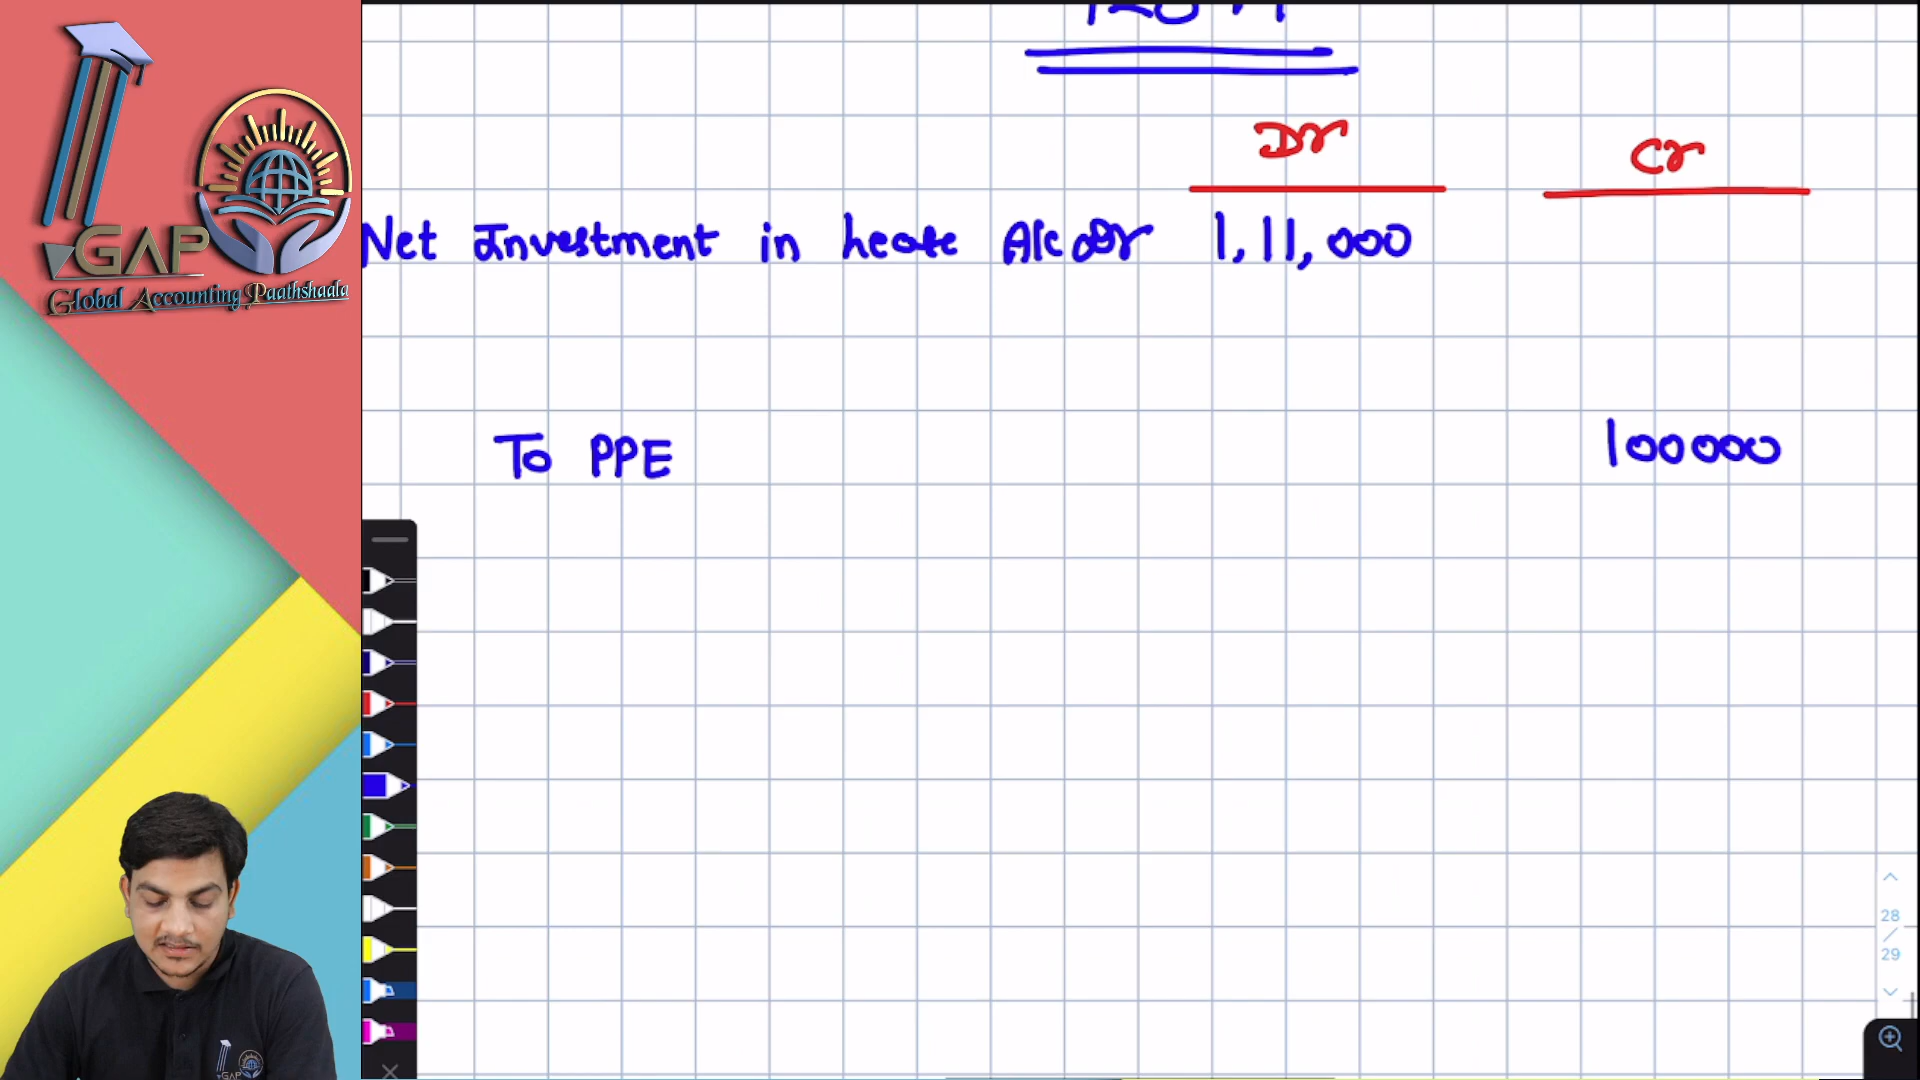 GAP
Global Accounting Paathshaala
Dr
Cr
Net Investment in lease A/c Dr 1,11,000
To PPE 100000
GAP
28
/
29